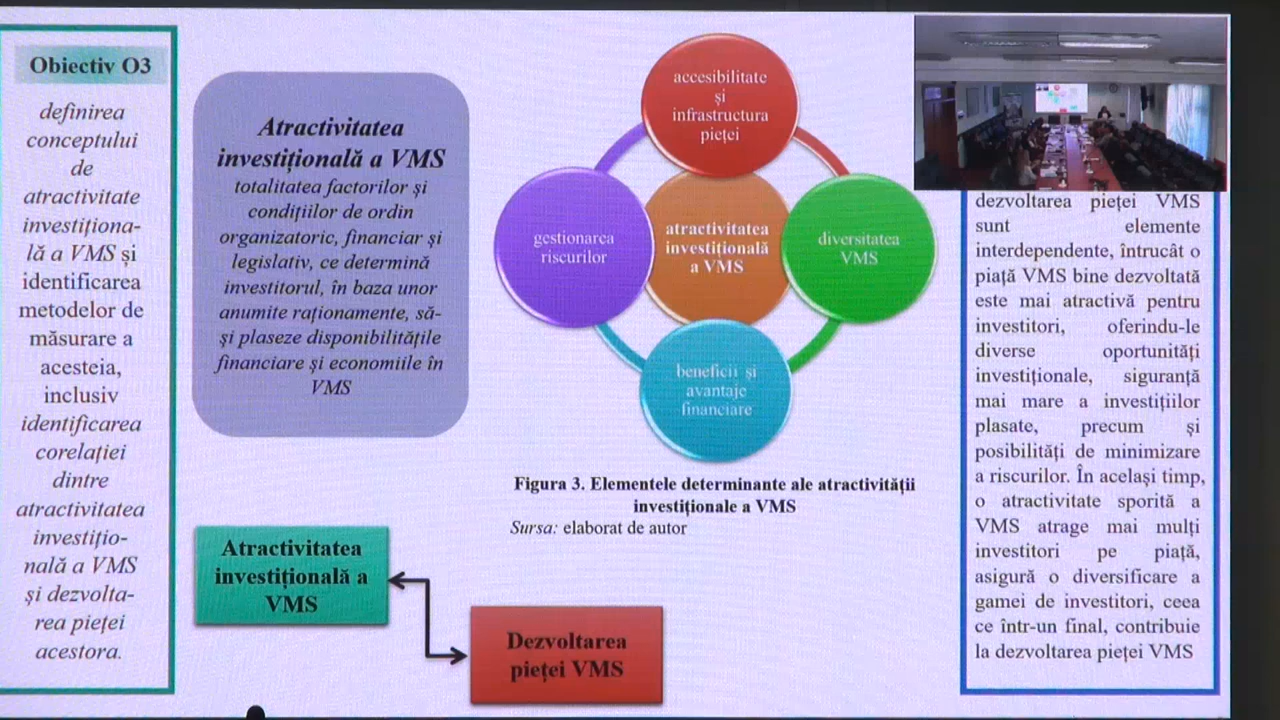 Obiectiv O3
definirea
conceptului
de
atractivitate
investiționa-
lă a VMS și
identificarea
metodelor de
măsurare a
acesteia,
inclusiv
identificarea
corelației
dintre
atractivitatea
investiţio-
nală a VMS
și dezvolta-
rea pieței
acestora.
Atractivitatea
investițională a VMS
totalitatea factorilor și
condițiilor de ordin
organizatoric, financiar și
legislativ, ce determină
investitorul, în baza unor
anumite raționamente, să-
și plaseze disponibilitățile
financiare și economiile în
VMS
accesibilitate
și
infrastructura
pieței
gestionarea
riscurilor
atractivitatea
investițională
a VMS
diversitatea
VMS
beneficii și
avantaje
financiare
Figura 3. Elementele determinante ale atractivității
investiționale a VMS
Sursa: elaborat de autor
Atractivitatea
investițională a
VMS
Dezvoltarea
pieței VMS
dezvoltarea pieței VMS
sunt elemente
interdependente, întrucât o
piață VMS bine dezvoltată
este mai atractivă pentru
investitori, oferindu-le
diverse oportunități
investiționale, siguranță
mai mare a investițiilor
plasate, precum și
posibilități de minimizare
a riscurilor. În același timp,
o atractivitate sporită a
VMS atrage mai mulți
investitori pe piață,
asigură o diversificare a
gamei de investitori, ceea
ce într-un final, contribuie
la dezvoltarea pieței VMS